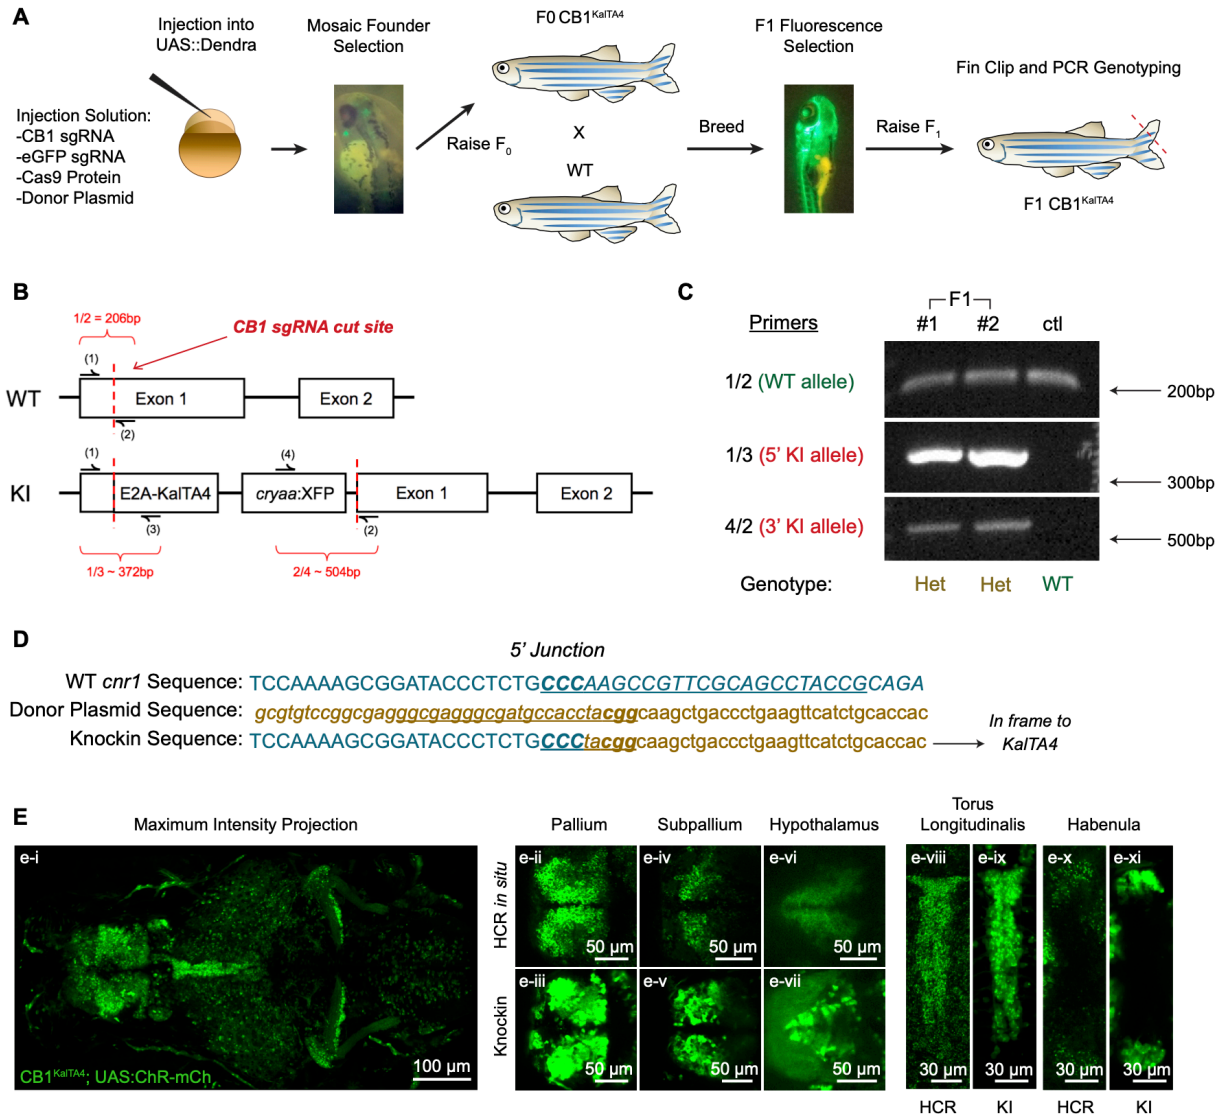 A
Injection into
UAS::Dendra
Mosaic Founder
Selection
F0 CB1KalTA4
F1 Fluorescence
Selection
Fin Clip and PCR Genotyping
Injection Solution:
-CB1 sgRNA
-eGFP sgRNA
-Cas9 Protein
-Donor Plasmid
Raise F0
X
WT
Breed
Raise F1
F1 CB1KalTA4
B
1/2 = 206bp
CB1 sgRNA cut site
(1)
WT
Exon 1
Exon 2
(2)
(1)
(4)
KI
E2A-KalTA4
cryaa:XFP
Exon 1
Exon 2
(3)
(2)
1/3 ~ 372bp
2/4 ~ 504bp
C
F1
Primers
#1
#2
ctl
1/2 (WT allele)
200bp
1/3 (5' KI allele)
300bp
4/2 (3' KI allele)
500bp
Genotype:
Het
Het
WT
D
5' Junction
WT cnr1 Sequence: TCCAAAAGCGGATACCCTCTGCCCAAGCCGTTCGCAGCCTACCGCAGA
Donor Plasmid Sequence: gcgtgtccggcgagggcgagggcgatgccacctacggcaagctgaccctgaagttcatctgcaccac
Knockin Sequence: TCCAAAAGCGGATACCCTCTGCCCtacggcaagctgaccctgaagttcatctgcaccac
In frame to
KalTA4
E
Maximum Intensity Projection
Pallium
Subpallium
Hypothalamus
Torus
Longitudinalis
Habenula
e-i
CB1KalTA4; UAS:ChR-mCh
100 µm
HCR in situ
e-ii
50 µm
e-iv
50 µm
e-vi
50 µm
Knockin
e-iii
50 µm
e-v
50 µm
e-vii
50 µm
e-viii
30 µm
e-ix
30 µm
e-x
30 µm
e-xi
30 µm
HCR
KI
HCR
KI